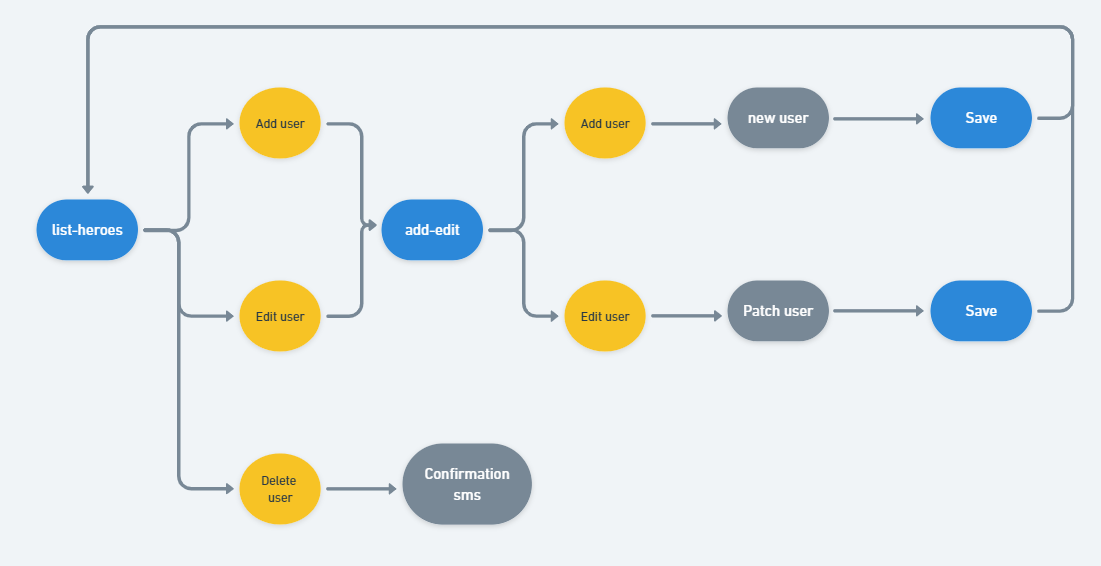 Add user
Add user
new user
Save
list-heroes
add-edit
Edit user
Edit user
Patch user
Save
Delete
user
Confirmation
sms